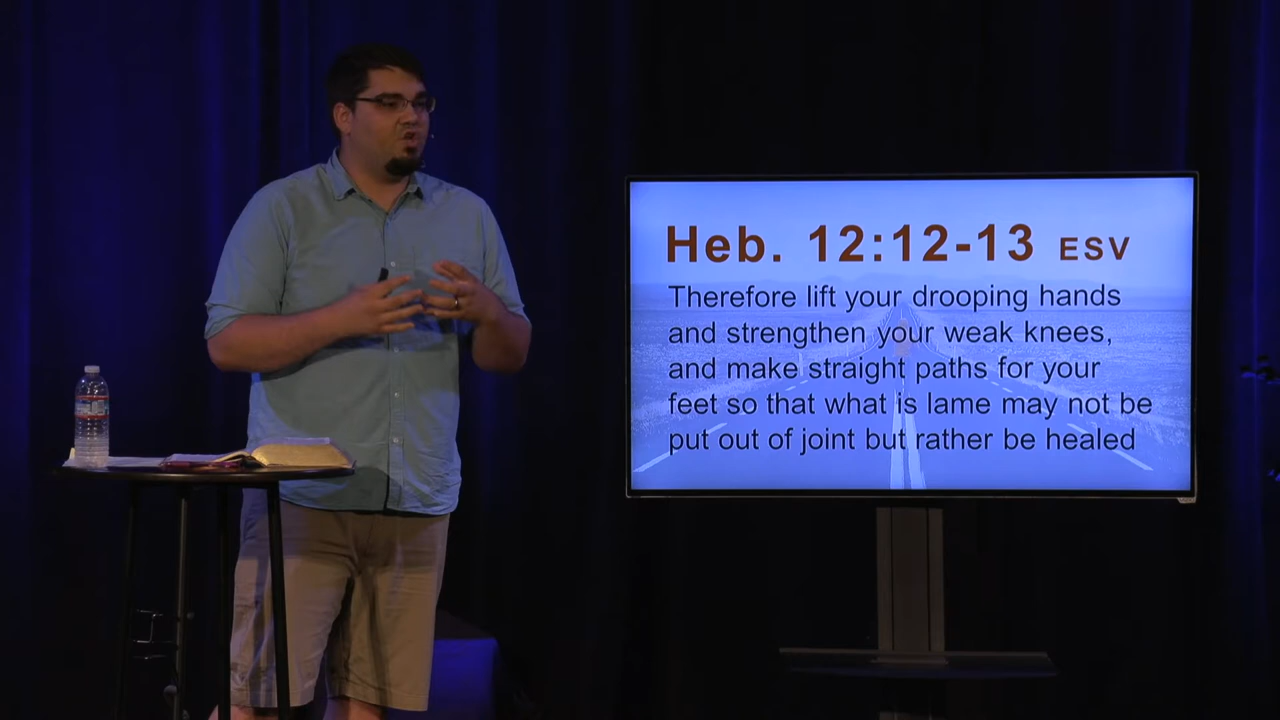 Heb. 12:12-13 ESV
Therefore lift your drooping hands
and strengthen your weak knees,
and make straight paths for your
feet so that what is lame may not be
put out of joint but rather be healed